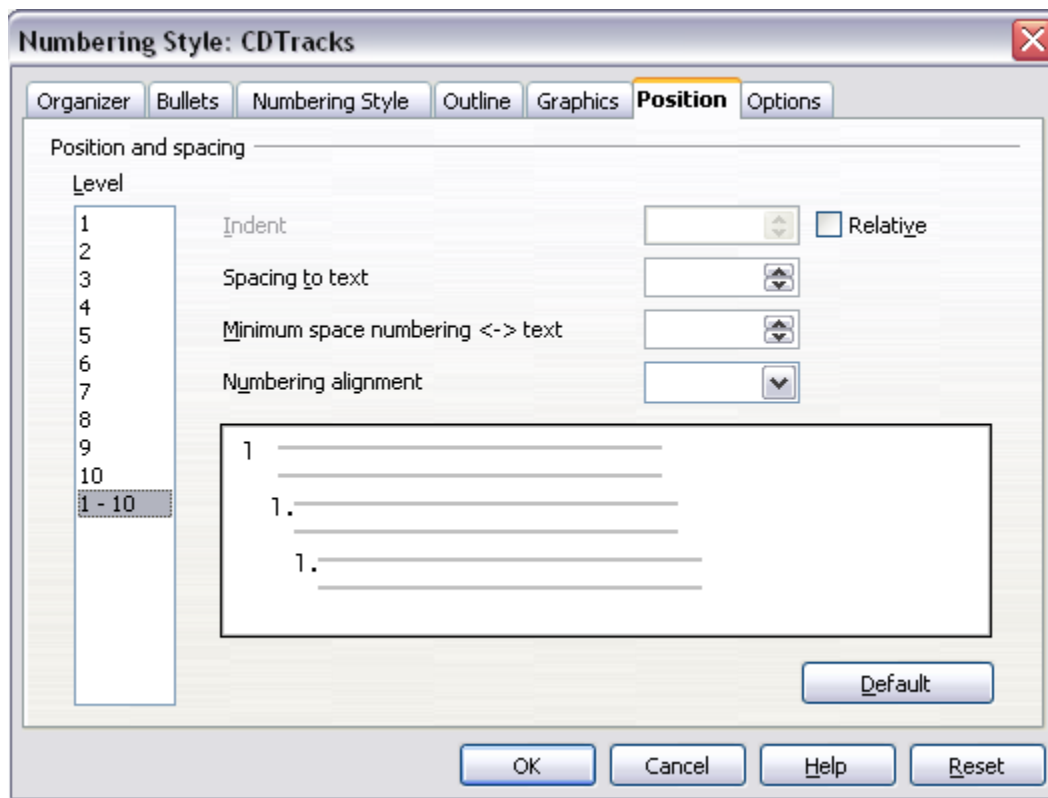 Numbering Style: CDTracks
Organizer Bullets Numbering Style Outline Graphics Position Options
Position and spacing
Level
1
2
3
4
5
6
7
8
9
10
1 - 10
Indent
Relative
Spacing to text
Minimum space numbering <-> text
Numbering alignment
1
1.
1.
Default
OK Cancel Help Reset